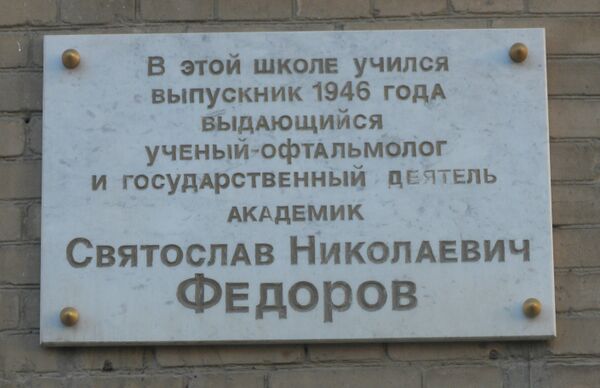 В этой школе учился
выпускник 1946 года
выдающийся
ученый-офтальмолог
и государственный деятель
академик
Святослав Николаевич
Федоров